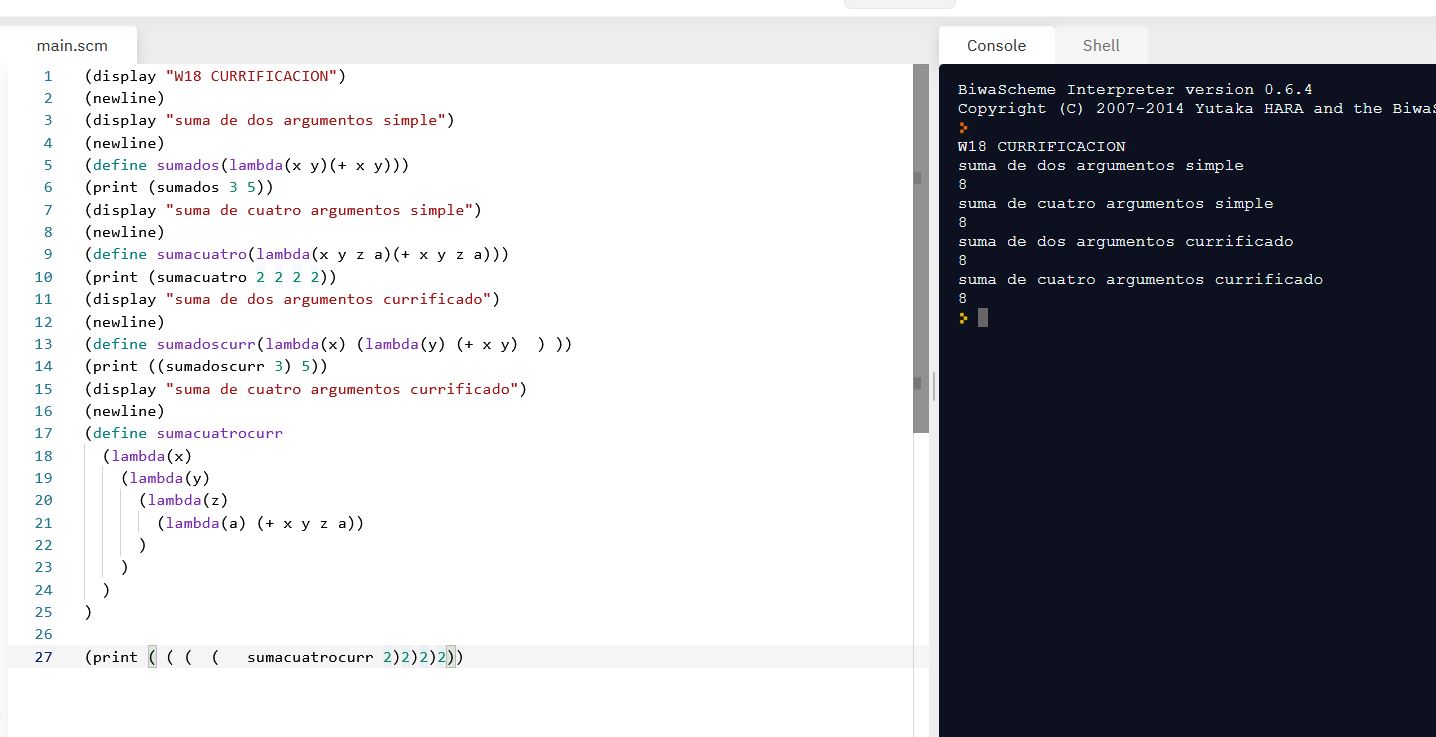 main.scm
1 (display "W18 CURRIFICACION")
2 (newline)
3 (display "suma de dos argumentos simple")
4 (newline)
5 (define sumados(lambda(x y)(+ x y)))
6 (print (sumados 3 5))
7 (display "suma de cuatro argumentos simple")
8 (newline)
9 (define sumacuatro(lambda(x y z a)(+ x y z a)))
10 (print (sumacuatro 2 2 2 2))
11 (display "suma de dos argumentos currificado")
12 (newline)
13 (define sumadoscurr(lambda(x) (lambda(y) (+ x y)  ) ))
14 (print ((sumadoscurr 3) 5))
15 (display "suma de cuatro argumentos currificado")
16 (newline)
17 (define sumacuatrocurr
18   (lambda(x)
19     (lambda(y)
20       (lambda(z)
21         (lambda(a) (+ x y z a))
22       )
23     )
24   )
25 )
26
27 (print ( ( (  (   sumacuatrocurr 2)2)2)2))
Console Shell
BiwaScheme Interpreter version 0.6.4
Copyright (C) 2007-2014 Yutaka HARA and the BiwaS
>
W18 CURRIFICACION
suma de dos argumentos simple
8
suma de cuatro argumentos simple
8
suma de dos argumentos currificado
8
suma de cuatro argumentos currificado
8
>